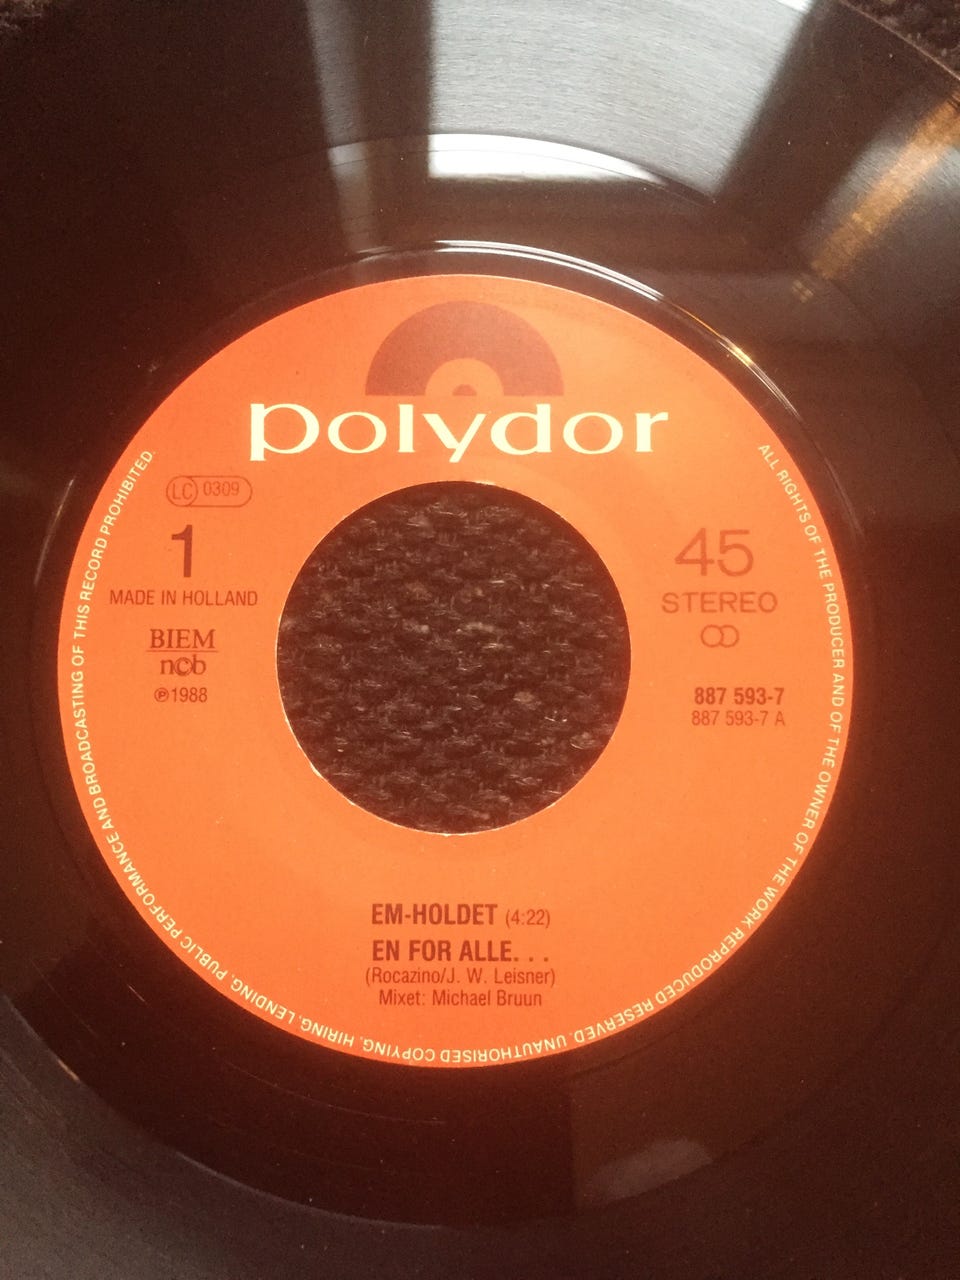 polydor
LC 0309
1
MADE IN HOLLAND
BIEM
ncb
℗ 1988
45
STEREO
887 593-7
887 593-7 A
EM-HOLDET (4:22)
EN FOR ALLE. . .
(Rocazino/J. W. Leisner)
Mixet: Michael Bruun
ALL RIGHTS OF THE PRODUCER AND OF THE OWNER OF THE WORK REPRODUCED RESERVED. UNAUTHORISED COPYING, HIRING, LENDING, PUBLIC PERFORMANCE AND BROADCASTING OF THIS RECORD PROHIBITED.